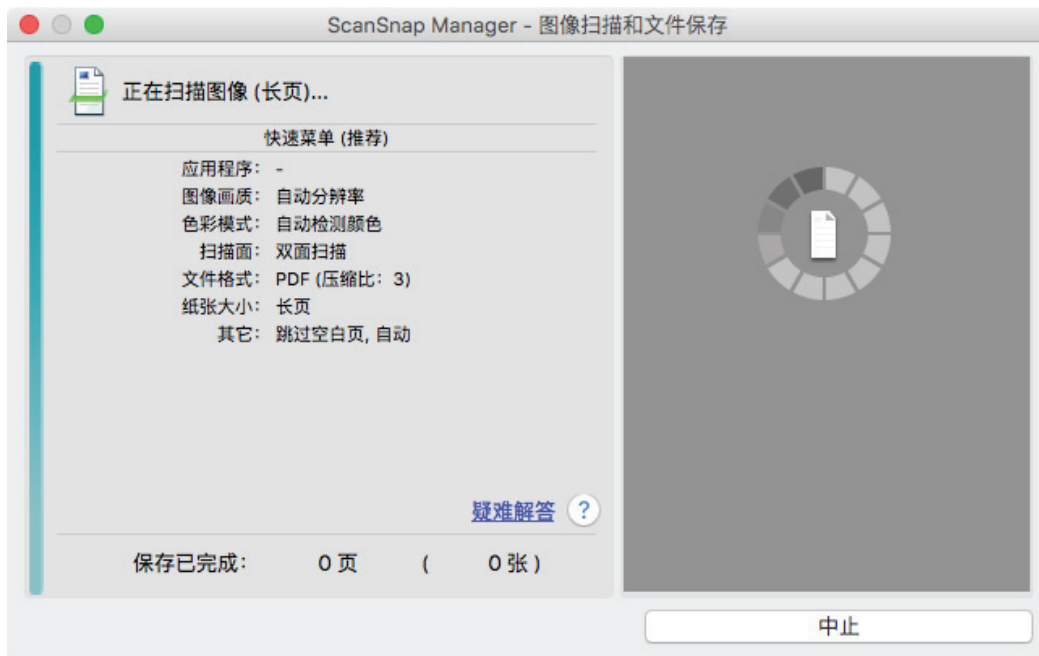 ScanSnap Manager - 图像扫描和文件保存
正在扫描图像 (长页)...
快速菜单 (推荐)
应用程序: -
图像画质: 自动分辨率
色彩模式: 自动检测颜色
扫描面: 双面扫描
文件格式: PDF (压缩比: 3)
纸张大小: 长页
其它: 跳过空白页, 自动
疑难解答 ?
保存已完成: 0 页 ( 0 张 )
中止